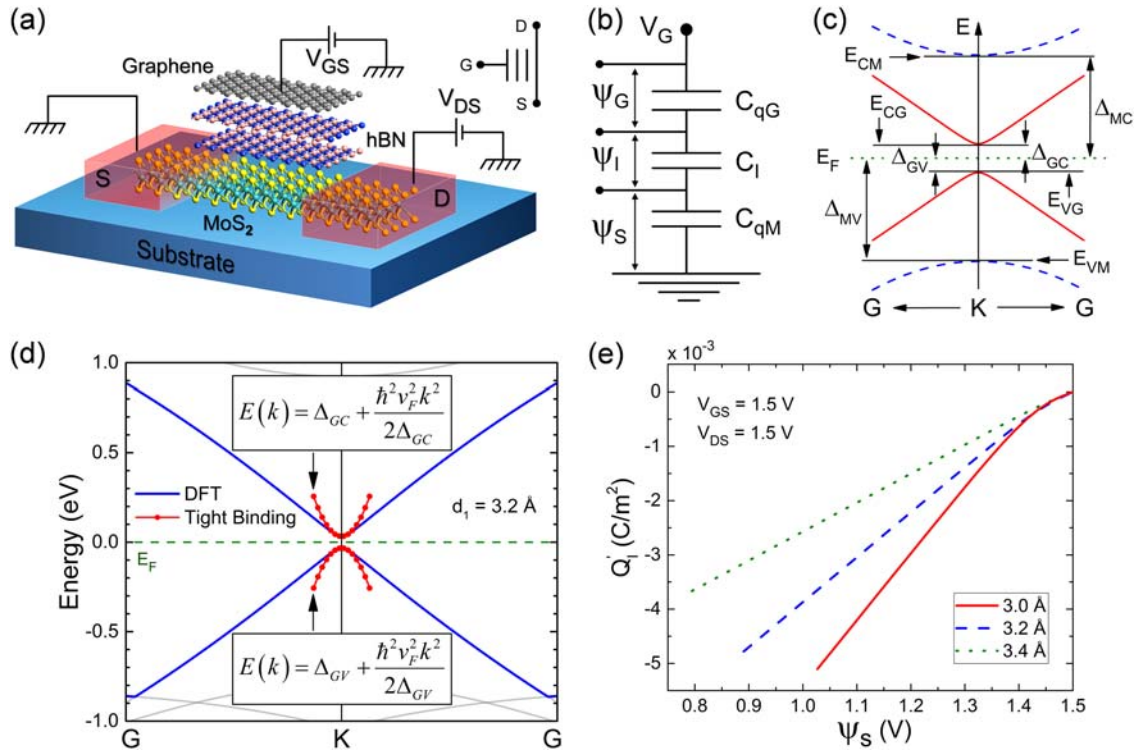 (a)
Graphene
V_GS
G
D
S
V_DS
hBN
S
D
MoS₂
Substrate
(b)
V_G
ψ_G
C_qG
ψ_I
C_I
ψ_S
C_qM
(c)
E
E_CM
E_CG
Δ_MC
E_F
Δ_GV
Δ_GC
Δ_MV
E_VG
E_VM
G
K
G
(d)
1.0
0.5
0.0
-0.5
-1.0
Energy (eV)
E(k) = Δ_GC + ħ²v_F²k² / 2Δ_GC
DFT
Tight Binding
d₁ = 3.2 Å
E_F
E(k) = Δ_GV + ħ²v_F²k² / 2Δ_GV
G
K
G
(e)
x 10⁻³
0
-1
-2
-3
-4
-5
Q'_I (C/m²)
V_GS = 1.5 V
V_DS = 1.5 V
3.0 Å
3.2 Å
3.4 Å
0.8 0.9 1.0 1.1 1.2 1.3 1.4 1.5
ψ_S (V)